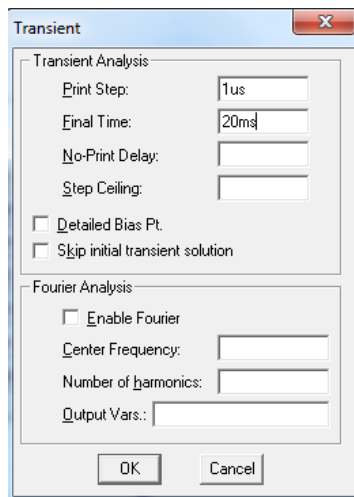 Transient
Transient Analysis
Print Step: 1us
Final Time: 20ms
No-Print Delay:
Step Ceiling:
Detailed Bias Pt.
Skip initial transient solution
Fourier Analysis
Enable Fourier
Center Frequency:
Number of harmonics:
Output Vars.:
OK Cancel